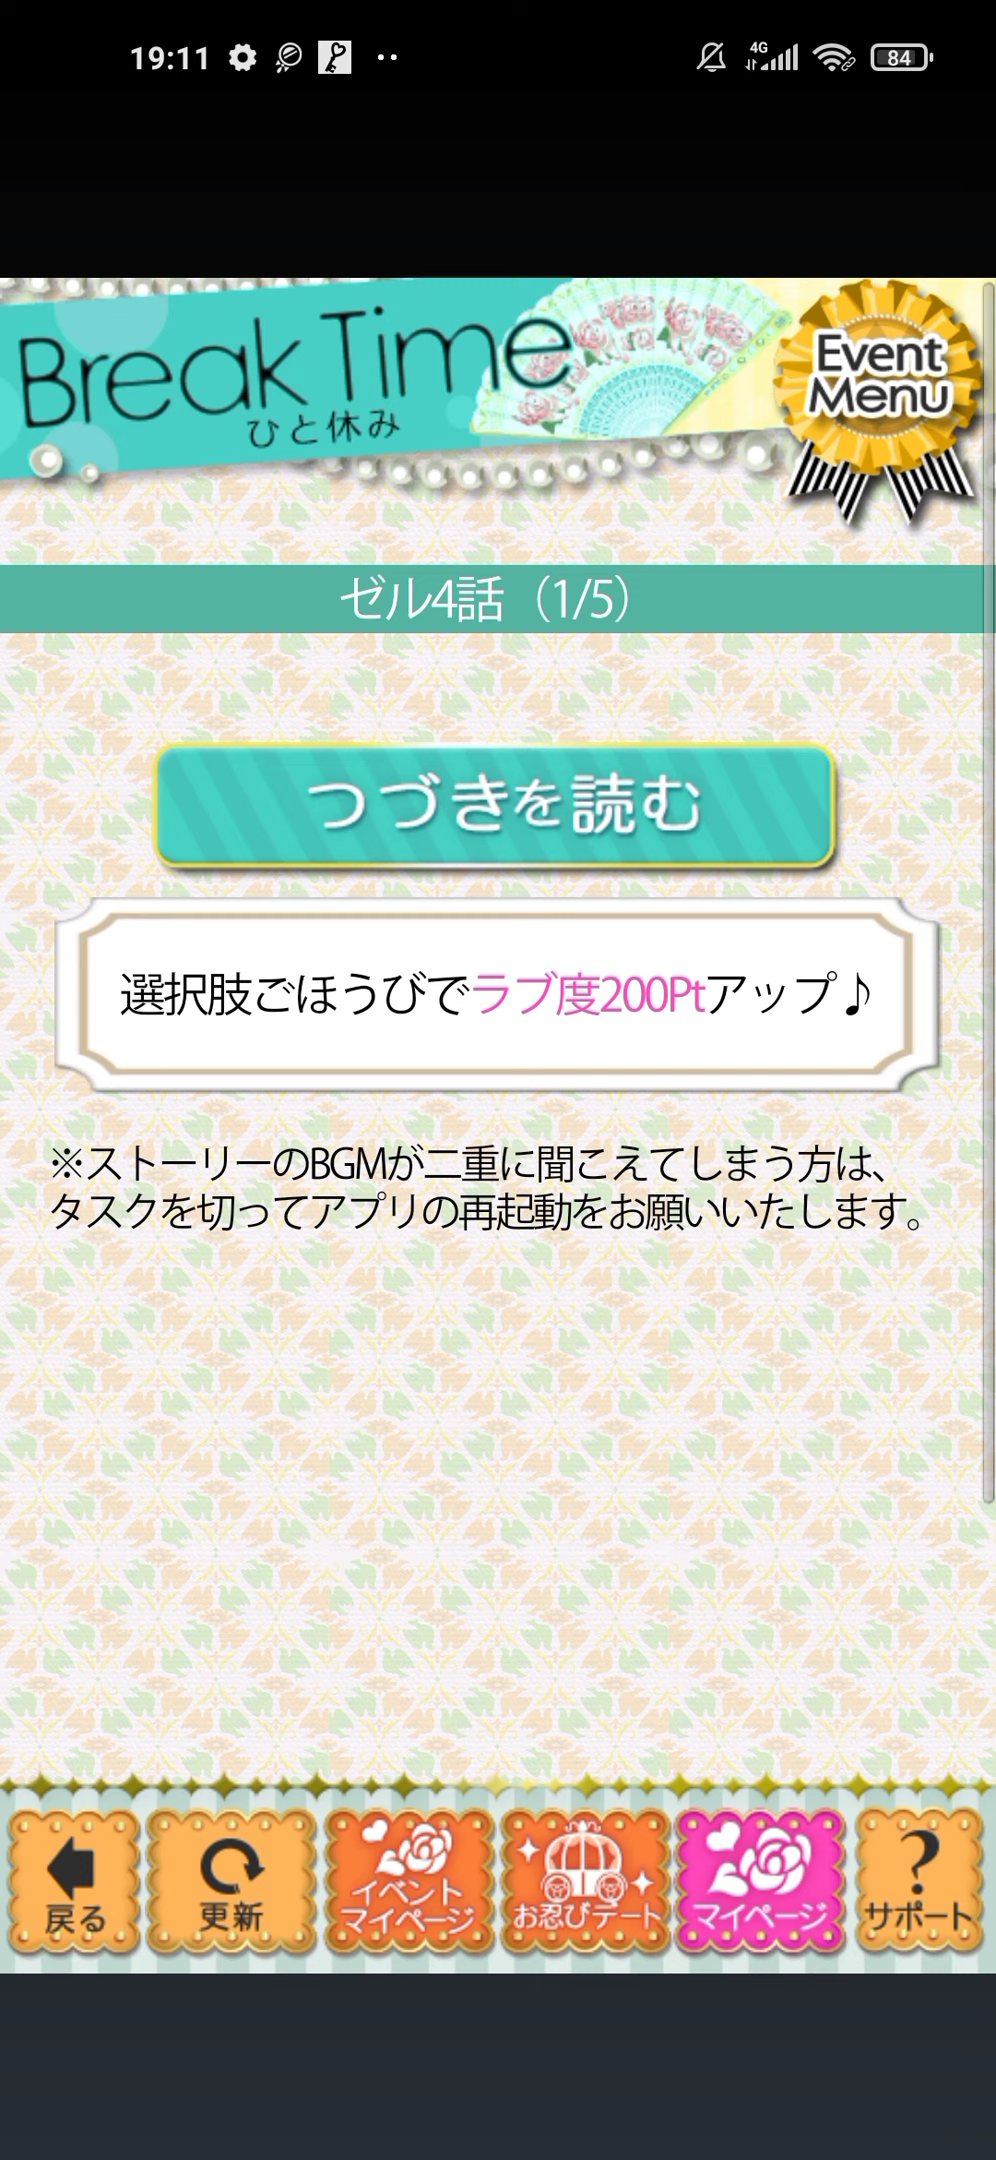 19:11
4G
84
Break Time
ひと休み
Event
Menu
ゼル4話（1/5）
つづきを読む
選択肢ごほうびでラブ度200Ptアップ♪
※ストーリーのBGMが二重に聞こえてしまう方は、
タスクを切ってアプリの再起動をお願いいたします。
戻る
更新
イベント
マイページ
お忍びデート
マイページ
?
サポート